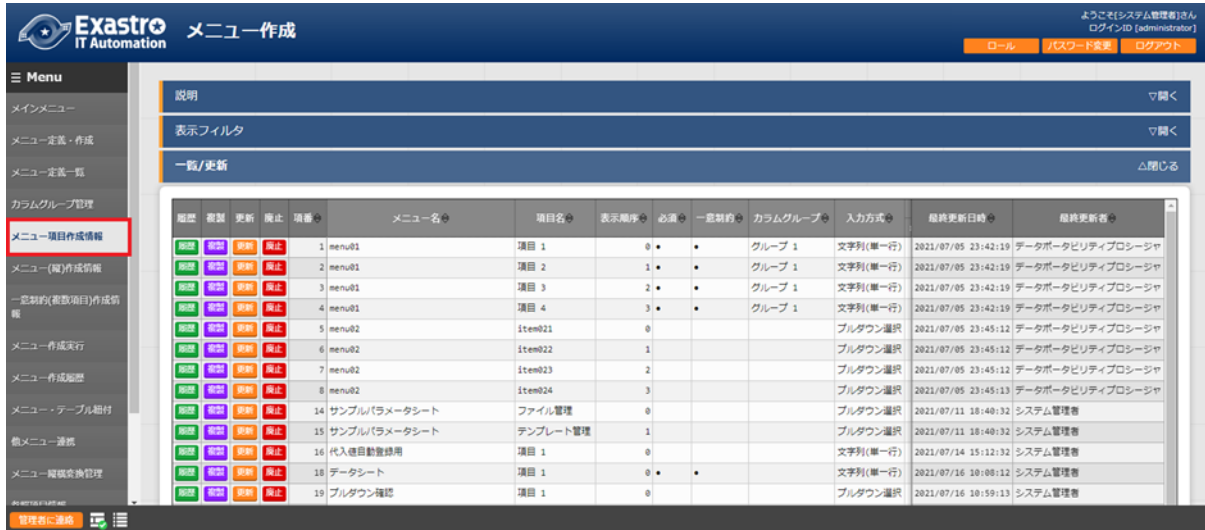 Exastro
IT Automation
メニュー作成
ようこそ[システム管理者]さん
ログインID [administrator]
ロール パスワード変更 ログアウト
Menu
メインメニュー
メニュー定義・作成
メニュー定義一覧
カラムグループ管理
メニュー項目作成情報
メニュー(縦)作成情報
一意制約(複数項目)作成情
報
メニュー作成実行
メニュー作成履歴
メニュー・テーブル紐付
他メニュー連携
メニュー縦横変換管理
管理者に連絡
説明 ▽開く
表示フィルタ ▽開く
一覧/更新 △閉じる
履歴 複製 更新 廃止 項番 メニュー名 項目名 表示順序 必須 一意制約 カラムグループ 入力方式 最終更新日時 最終更新者
履歴 複製 更新 廃止 1 menu01 項目 1 0 ● ● グループ 1 文字列(単一行) 2021/07/05 23:42:19 データポータビリティプロシージャ
履歴 複製 更新 廃止 2 menu01 項目 2 1 ● ● グループ 1 文字列(単一行) 2021/07/05 23:42:19 データポータビリティプロシージャ
履歴 複製 更新 廃止 3 menu01 項目 3 2 ● ● グループ 1 文字列(単一行) 2021/07/05 23:42:19 データポータビリティプロシージャ
履歴 複製 更新 廃止 4 menu01 項目 4 3 ● ● グループ 1 文字列(単一行) 2021/07/05 23:42:19 データポータビリティプロシージャ
履歴 複製 更新 廃止 5 menu02 item021 0 プルダウン選択 2021/07/05 23:45:12 データポータビリティプロシージャ
履歴 複製 更新 廃止 6 menu02 item022 1 プルダウン選択 2021/07/05 23:45:12 データポータビリティプロシージャ
履歴 複製 更新 廃止 7 menu02 item023 2 プルダウン選択 2021/07/05 23:45:12 データポータビリティプロシージャ
履歴 複製 更新 廃止 8 menu02 item024 3 プルダウン選択 2021/07/05 23:45:13 データポータビリティプロシージャ
履歴 複製 更新 廃止 14 サンプルパラメータシート ファイル管理 0 プルダウン選択 2021/07/11 18:40:32 システム管理者
履歴 複製 更新 廃止 15 サンプルパラメータシート テンプレート管理 1 プルダウン選択 2021/07/11 18:40:32 システム管理者
履歴 複製 更新 廃止 16 代入値自動登録用 項目 1 0 文字列(単一行) 2021/07/14 15:12:32 システム管理者
履歴 複製 更新 廃止 18 データシート 項目 1 0 ● ● 文字列(単一行) 2021/07/16 10:08:12 システム管理者
履歴 複製 更新 廃止 19 プルダウン確認 項目 1 0 プルダウン選択 2021/07/16 10:59:13 システム管理者